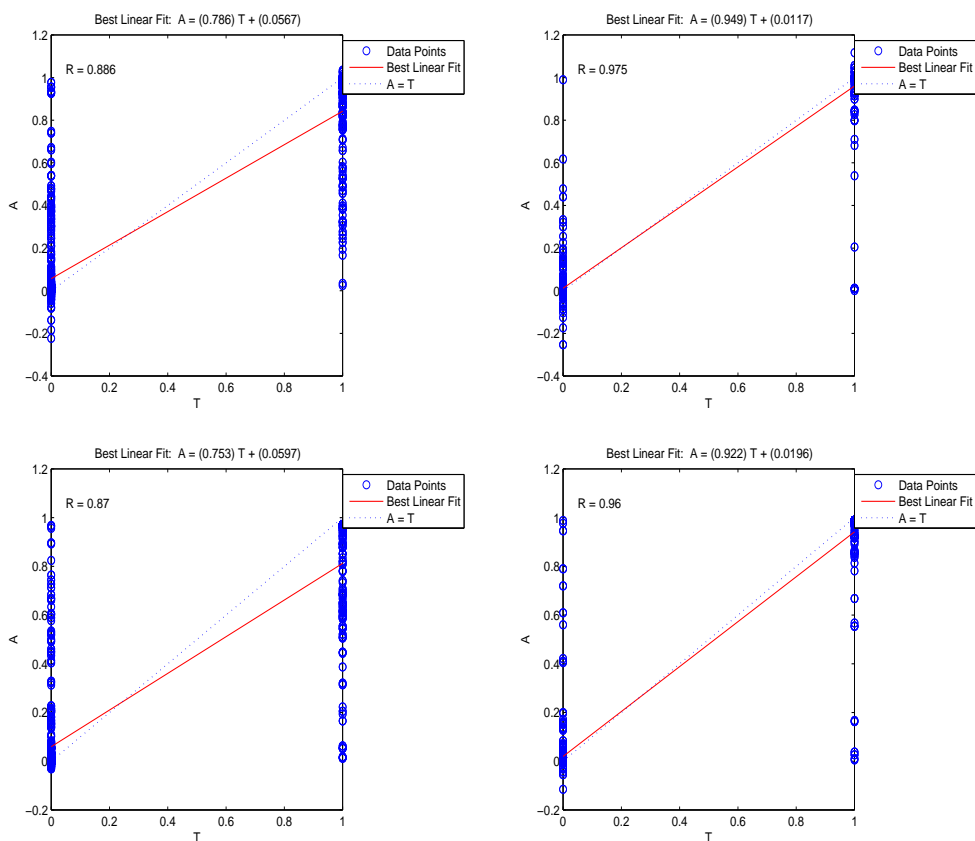 Best Linear Fit:  A = (0.786) T + (0.0567)
R = 0.886
Data Points
Best Linear Fit
A = T
1.2
1
0.8
0.6
0.4
0.2
0
−0.2
−0.4
A
0 0.2 0.4 0.6 0.8 1
T
Best Linear Fit:  A = (0.949) T + (0.0117)
R = 0.975
Data Points
Best Linear Fit
A = T
1.2
1
0.8
0.6
0.4
0.2
0
−0.2
−0.4
A
0 0.2 0.4 0.6 0.8 1
T
Best Linear Fit:  A = (0.753) T + (0.0597)
R = 0.87
Data Points
Best Linear Fit
A = T
1.2
1
0.8
0.6
0.4
0.2
0
−0.2
A
0 0.2 0.4 0.6 0.8 1
T
Best Linear Fit:  A = (0.922) T + (0.0196)
R = 0.96
Data Points
Best Linear Fit
A = T
1.2
1
0.8
0.6
0.4
0.2
0
−0.2
A
0 0.2 0.4 0.6 0.8 1
T